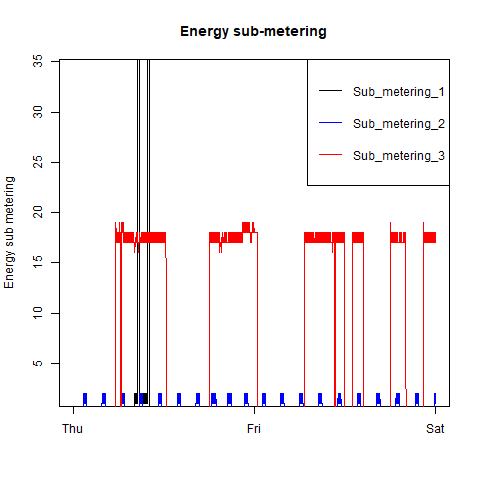 Energy sub-metering
Sub_metering_1
Sub_metering_2
Sub_metering_3
Energy sub metering
35
30
25
20
15
10
5
Thu Fri Sat